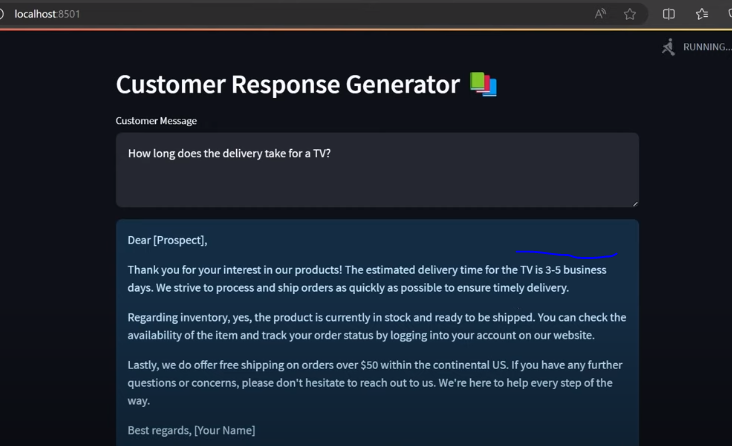 localhost:8501
RUNNING...
Customer Response Generator
Customer Message
How long does the delivery take for a TV?
Dear [Prospect],
Thank you for your interest in our products! The estimated delivery time for the TV is 3-5 business
days. We strive to process and ship orders as quickly as possible to ensure timely delivery.
Regarding inventory, yes, the product is currently in stock and ready to be shipped. You can check the
availability of the item and track your order status by logging into your account on our website.
Lastly, we do offer free shipping on orders over $50 within the continental US. If you have any further
questions or concerns, please don't hesitate to reach out to us. We're here to help every step of the
way.
Best regards, [Your Name]